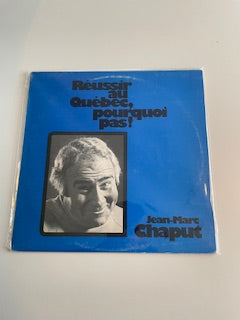 Réussir
au
Québec,
pourquoi
pas!
Jean-Marc
Chaput